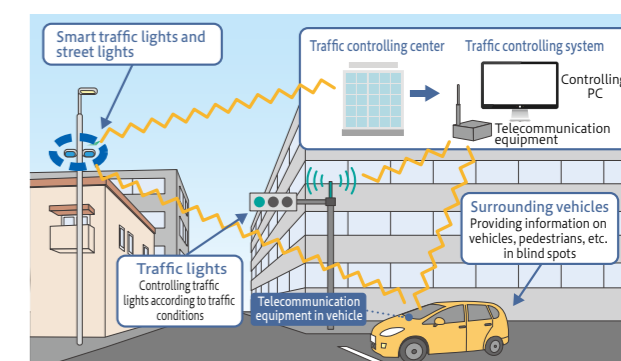 Smart traffic lights and
street lights
Traffic controlling center
Traffic controlling system
Controlling
PC
Telecommunication
equipment
Surrounding vehicles
Providing information on
vehicles, pedestrians, etc.
in blind spots
Traffic lights
Controlling traffic
lights according to traffic
conditions
Telecommunication
equipment in vehicle